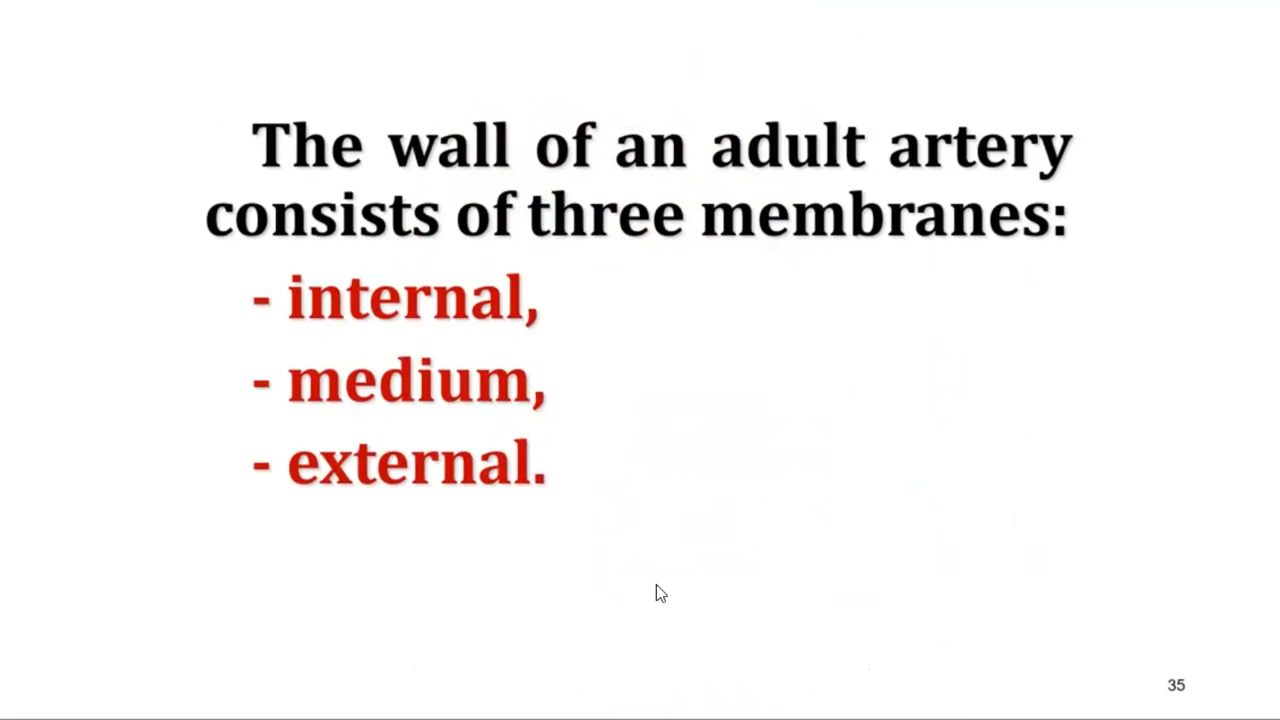 The wall of an adult artery
consists of three membranes:
- internal,
- medium,
- external.
35